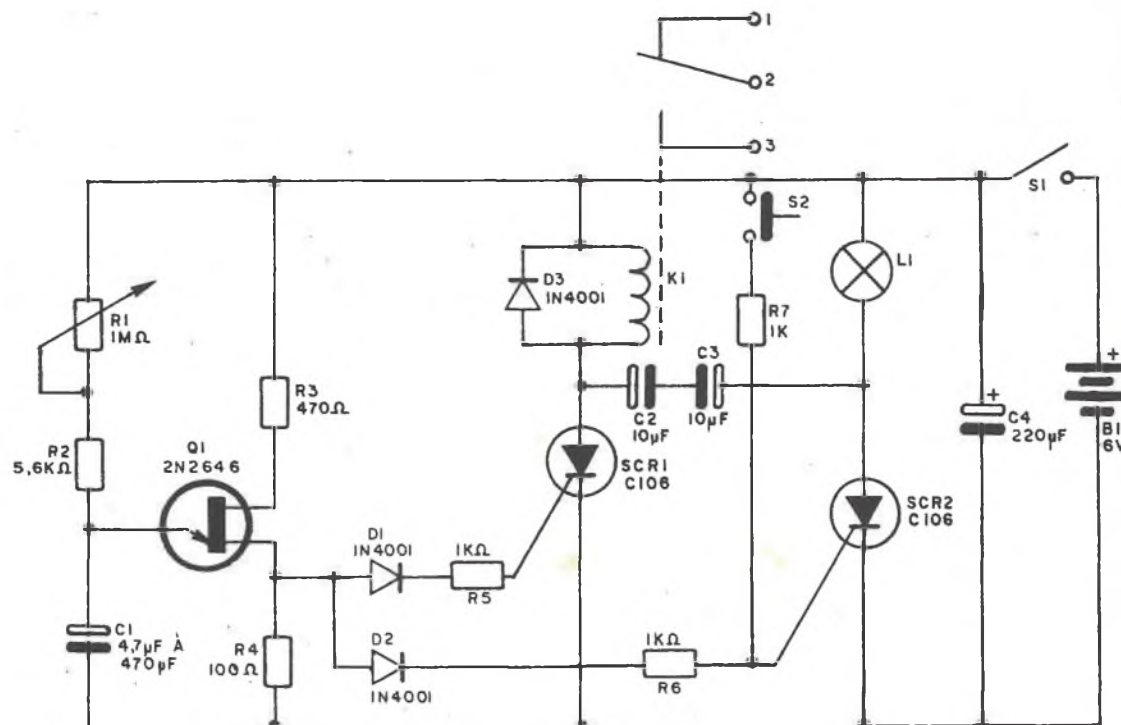 1
2
3
S1
S2
L1
K1
D3
1N4001
R7
1K
R1
1MΩ
R3
470Ω
C2
10µF
C3
10µF
C4
220µF
B1
6V
R2
5,6KΩ
Q1
2N2646
SCR1
C106
SCR2
C106
D1
1N4001
1KΩ
R5
C1
4,7µF À
470µF
R4
100Ω
D2
1N4001
1KΩ
R6